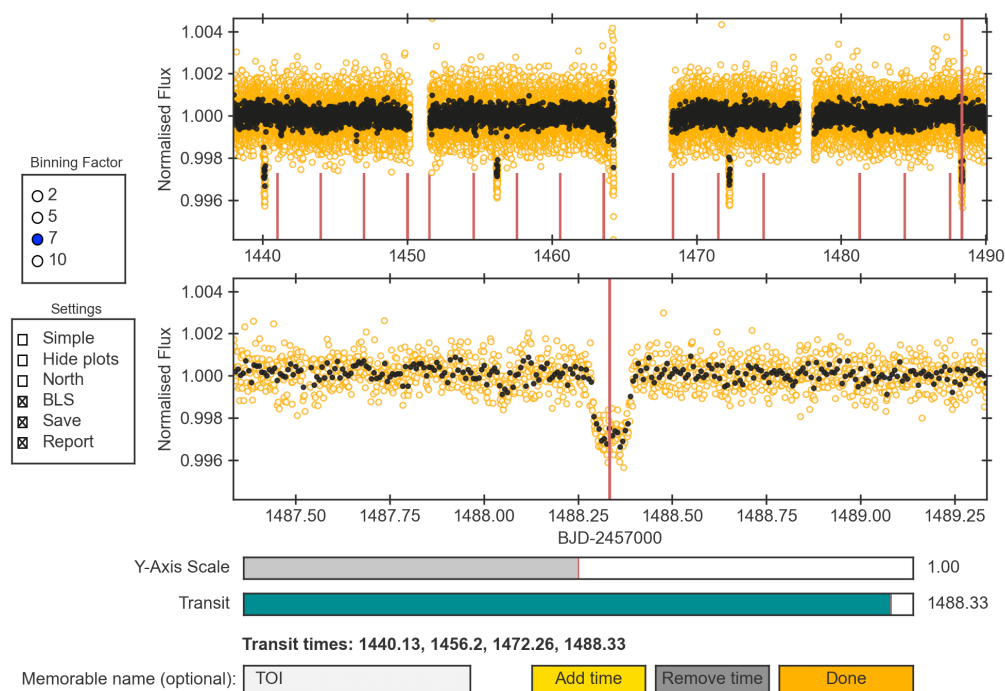 Binning Factor
2
5
7
10
Settings
Simple
Hide plots
North
BLS
Save
Report
Normalised Flux
1.004
1.002
1.000
0.998
0.996
1440 1450 1460 1470 1480 1490
Normalised Flux
1.004
1.002
1.000
0.998
0.996
1487.50 1487.75 1488.00 1488.25 1488.50 1488.75 1489.00 1489.25
BJD-2457000
Y-Axis Scale 1.00
Transit 1488.33
Transit times: 1440.13, 1456.2, 1472.26, 1488.33
Memorable name (optional): TOI Add time Remove time Done